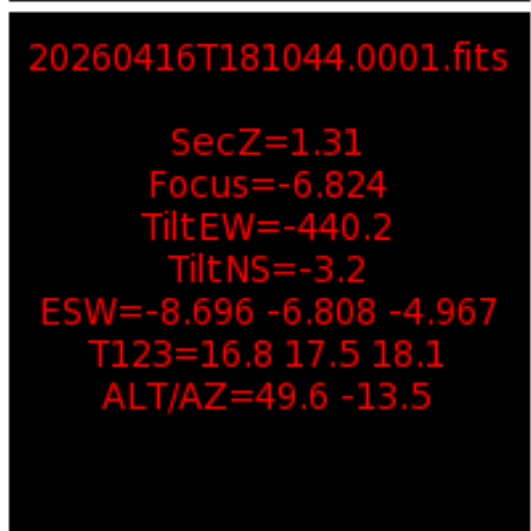 20260416T181044.0001.fits
SecZ=1.31
Focus=-6.824
TiltEW=-440.2
TiltNS=-3.2
ESW=-8.696 -6.808 -4.967
T123=16.8 17.5 18.1
ALT/AZ=49.6 -13.5